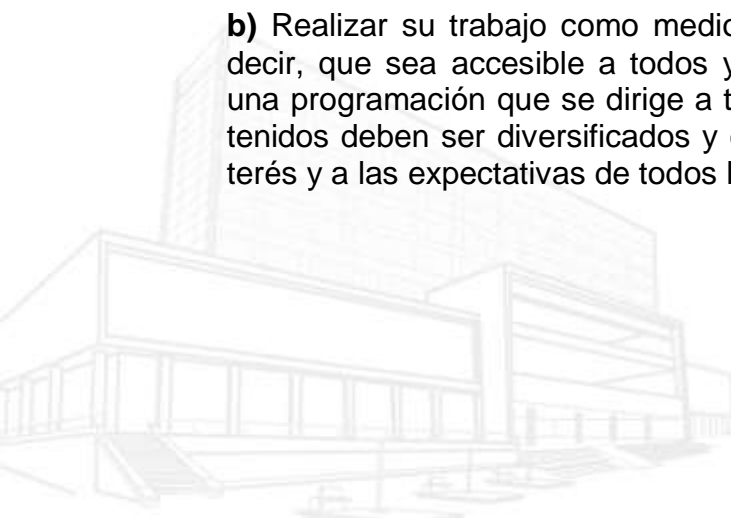 b) Realizar su trabajo como medio
decir, que sea accesible a todos y
una programación que se dirige a t
tenidos deben ser diversificados y
terés y a las expectativas de todos